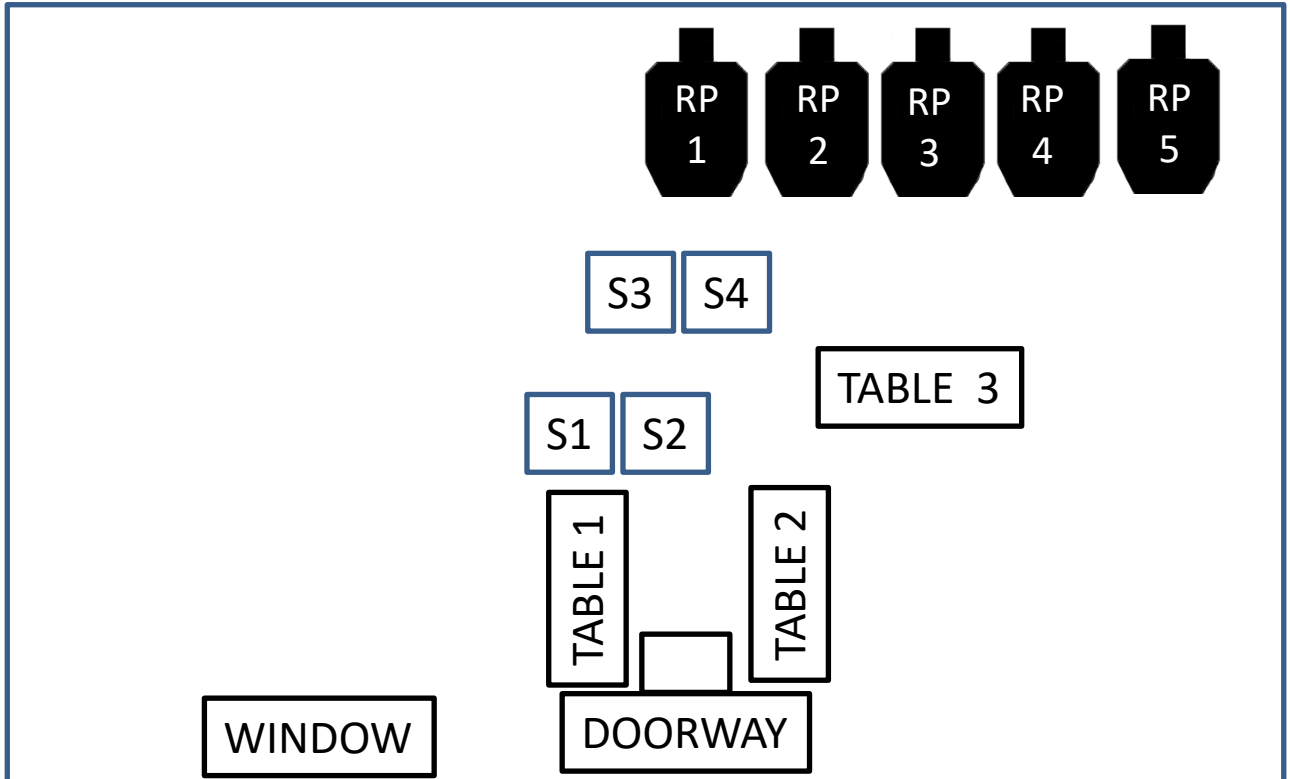 RP
1
RP
2
RP
3
RP
4
RP
5
S3
S4
TABLE 3
S1
S2
TABLE 1
TABLE 2
WINDOW
DOORWAY